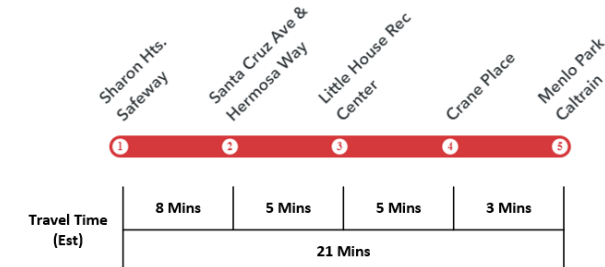 Sharon Hts.
Safeway
Santa Cruz Ave &
Hermosa Way
Little House Rec
Center
Crane Place
Menlo Park
Caltrain
1
2
3
4
5
Travel Time
(Est)
8 Mins
5 Mins
5 Mins
3 Mins
21 Mins